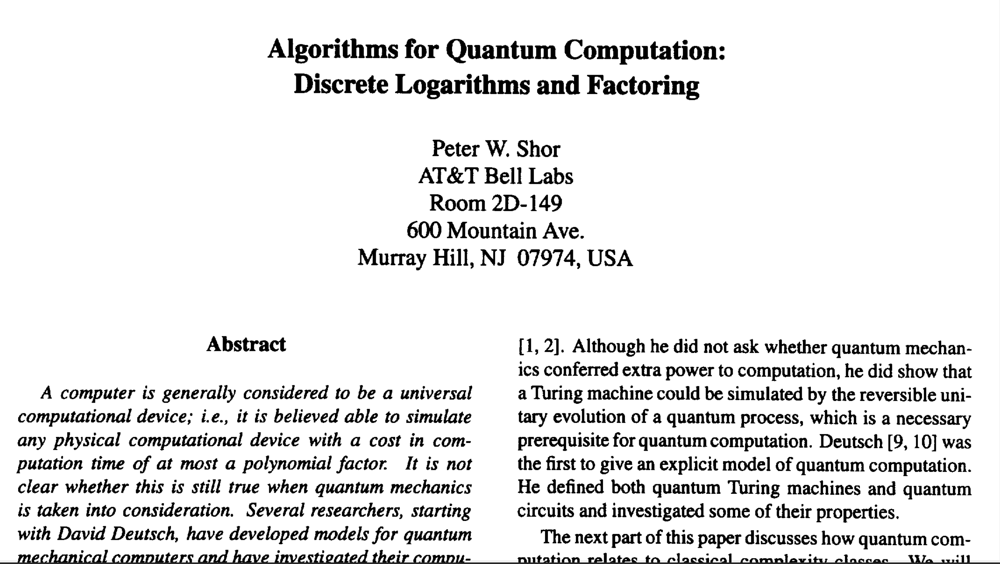 Algorithms for Quantum Computation:
Discrete Logarithms and Factoring
Peter W. Shor
AT&T Bell Labs
Room 2D-149
600 Mountain Ave.
Murray Hill, NJ 07974, USA
Abstract
A computer is generally considered to be a universal
computational device; i.e., it is believed able to simulate
any physical computational device with a cost in com-
putation time of at most a polynomial factor. It is not
clear whether this is still true when quantum mechanics
is taken into consideration. Several researchers, starting
with David Deutsch, have developed models for quantum
mechanical computers and have investigated their compu-
[1, 2]. Although he did not ask whether quantum mechan-
ics conferred extra power to computation, he did show that
a Turing machine could be simulated by the reversible uni-
tary evolution of a quantum process, which is a necessary
prerequisite for quantum computation. Deutsch [9, 10] was
the first to give an explicit model of quantum computation.
He defined both quantum Turing machines and quantum
circuits and investigated some of their properties.
The next part of this paper discusses how quantum com-
putation relates to classical complexity classes. We will